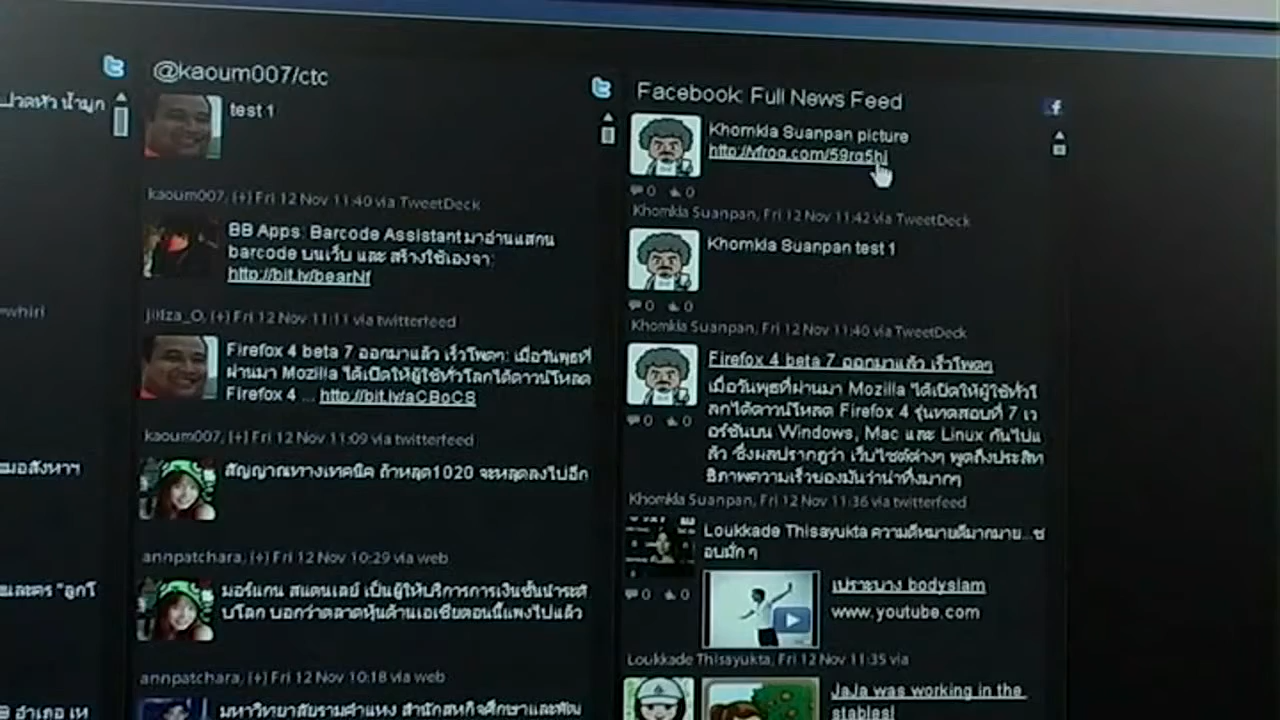 ปวดหัว น้ำมูก
@kaoum007/ctc
test 1
kaoum007, [+] Fri 12 Nov 11:40 via TweetDeck
BB Apps: Barcode Assistant มาอ่านแสกน
barcode บนเว็บ และ สร้างใช้เองจา:
http://bit.ly/bearNf
[+] Fri 12 Nov 11:11 via twitterfeed
Firefox 4 beta 7 ออกมาแล้ว เร็วโพดๆ: เมื่อวันพุธที่
ผ่านมา Mozilla ได้เปิดให้ผู้ใช้ทั่วโลกได้ดาวน์โหลด
Firefox 4 ... http://bit.ly/aCBoC8
kaoum007, [+] Fri 12 Nov 11:09 via twitterfeed
สัญญาณทางเทคนิค ถ้าหลุด1020 จะหลุดลงไปอีก
annpatchara, [+] Fri 12 Nov 10:29 via web
มอร์แกน สแตนเลย์ เป็นผู้ให้บริการการเงินชั้นนำระดั
บโลก บอกว่าตลาดหุ้นด้านเอเชียตอนนี้แพงไปแล้ว
annpatchara, [+] Fri 12 Nov 10:18 via web
มหาวิทยาลัยรามคำแหง สำนักสหกิจศึกษาและพัฒ
Facebook: Full News Feed
Khomkla Suanpan picture
http://yfrog.com/59rg5hj
0 0
Khomkla Suanpan, Fri 12 Nov 11:42 via TweetDeck
Khomkla Suanpan test 1
0 0
Khomkla Suanpan, Fri 12 Nov 11:40 via TweetDeck
Firefox 4 beta 7 ออกมาแล้ว เร็วโพดๆ
เมื่อวันพุธที่ผ่านมา Mozilla ได้เปิดให้ผู้ใช้ทั่วโ
ลกได้ดาวน์โหลด Firefox 4 รุ่นทดสอบที่ 7 เว
อร์ชันบน Windows, Mac และ Linux กันไปแ
ล้ว ซึ่งผลปรากฏว่า เว็บไซต์ต่างๆ พูดถึงประสิท
ธิภาพความเร็วของมันว่าน่าทึ่งมากๆ
0 0
Khomkla Suanpan, Fri 12 Nov 11:36 via twitterfeed
Loukkade Thisayukta ความดีหมายดีมากมาย...ช
อบมั่ก ๆ
เปราะบาง bodyslam
www.youtube.com
0 0
Loukkade Thisayukta, Fri 12 Nov 11:35 via
JaJa was working in the
stables!